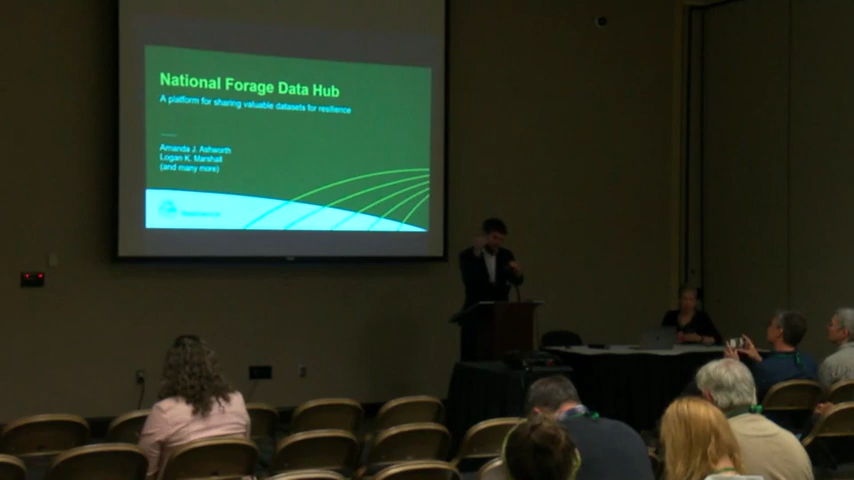 National Forage Data Hub
A platform for sharing valuable datasets for resilience
Amanda J. Ashworth
Logan K. Marshall
(and many more)